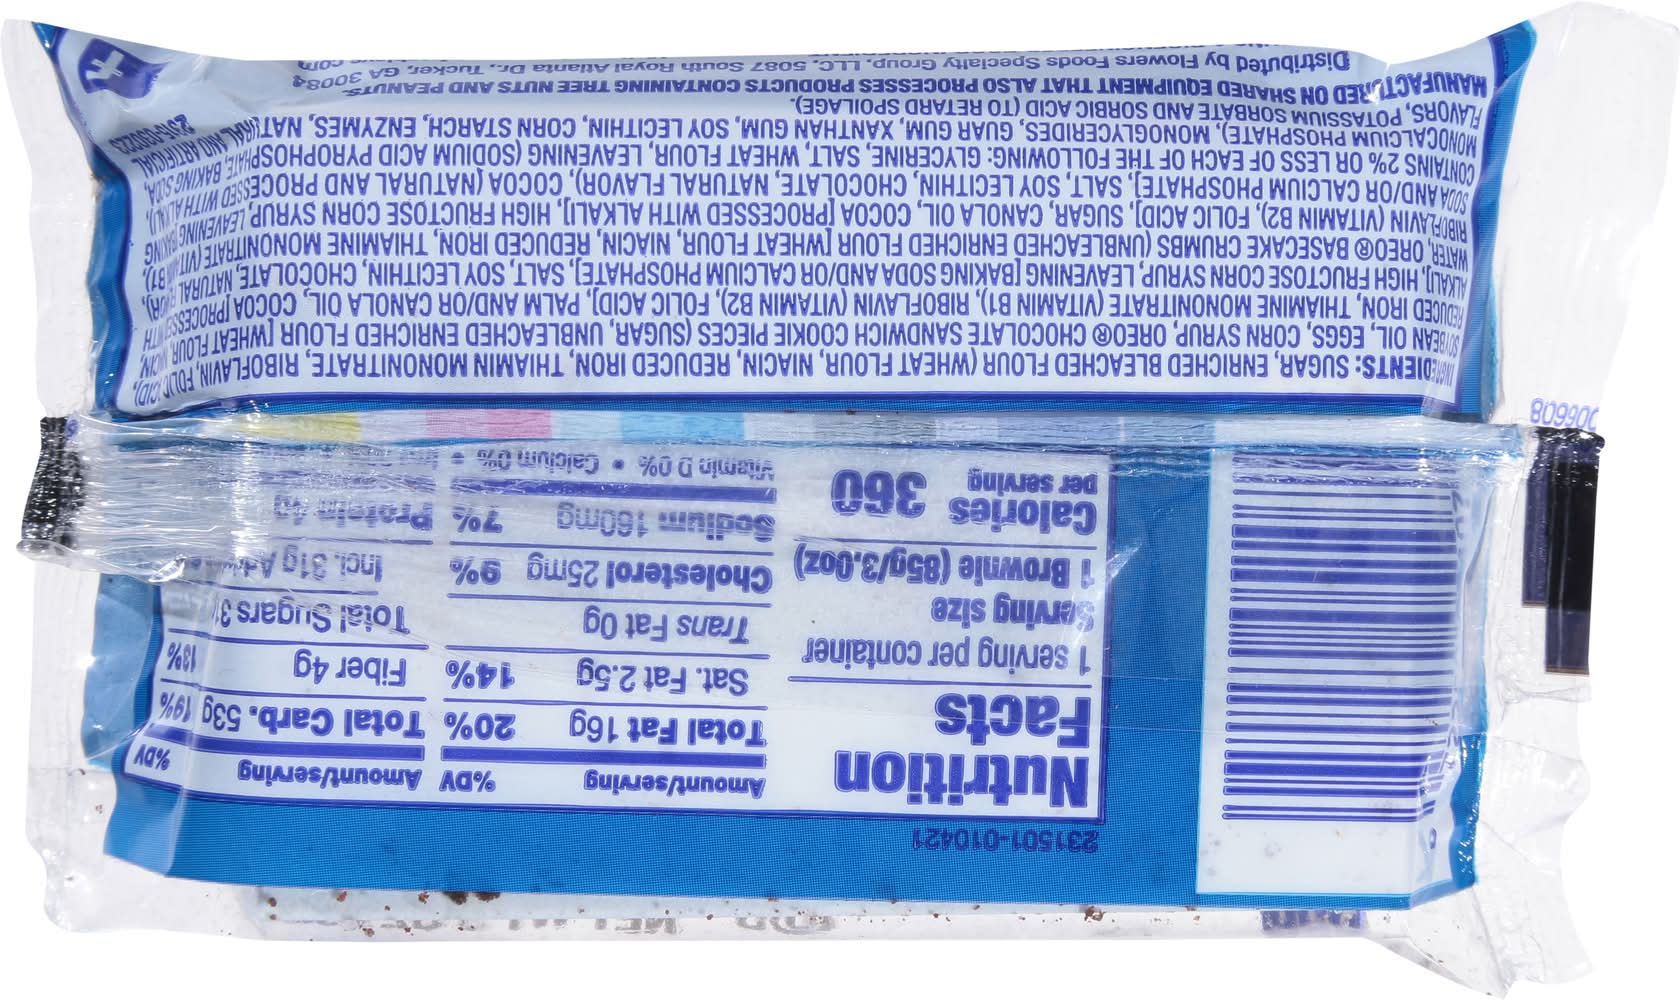 231501-010421
Nutrition
Facts
1 serving per container
Serving size
1 Brownie (85g/3.0oz)
Calories 360
per serving
Amount/serving %DV
Total Fat 16g 20%
Sat. Fat 2.5g 14%
Trans Fat 0g
Cholesterol 25mg 9%
Sodium 160mg 7%
Amount/serving %DV
Total Carb. 53g 19%
Fiber 4g 13%
Total Sugars
Incl. 31g
Protein 4g
Vitamin D 0% • Calcium 0% •
006608
INGREDIENTS: SUGAR, ENRICHED BLEACHED FLOUR (WHEAT FLOUR, NIACIN, REDUCED IRON, THIAMIN MONONITRATE, RIBOFLAVIN, FOLIC ACID),
SOYBEAN OIL, EGGS, CORN SYRUP, OREO® CHOCOLATE SANDWICH COOKIE PIECES (SUGAR, UNBLEACHED ENRICHED FLOUR [WHEAT FLOUR, NIACIN,
REDUCED IRON, THIAMINE MONONITRATE (VITAMIN B1), RIBOFLAVIN (VITAMIN B2), FOLIC ACID], PALM AND/OR CANOLA OIL, COCOA [PROCESSED WITH
ALKALI], HIGH FRUCTOSE CORN SYRUP, LEAVENING [BAKING SODA AND/OR CALCIUM PHOSPHATE], SALT, SOY LECITHIN, CHOCOLATE, NATURAL FLAVOR),
WATER, OREO® BASECAKE CRUMBS (UNBLEACHED ENRICHED FLOUR [WHEAT FLOUR, NIACIN, REDUCED IRON, THIAMINE MONONITRATE (VITAMIN B1),
RIBOFLAVIN (VITAMIN B2), FOLIC ACID], SUGAR, CANOLA OIL, COCOA [PROCESSED WITH ALKALI], HIGH FRUCTOSE CORN SYRUP, LEAVENING [BAKING
SODA AND/OR CALCIUM PHOSPHATE], SALT, SOY LECITHIN, CHOCOLATE, NATURAL FLAVOR), COCOA (NATURAL AND PROCESSED WITH ALKALI),
CONTAINS 2% OR LESS OF EACH OF THE FOLLOWING: GLYCERINE, SALT, WHEAT FLOUR, LEAVENING (SODIUM ACID PYROPHOSPHATE, BAKING SODA,
MONOCALCIUM PHOSPHATE), MONOGLYCERIDES, GUAR GUM, XANTHAN GUM, SOY LECITHIN, CORN STARCH, ENZYMES, NATURAL AND ARTIFICIAL
FLAVORS, POTASSIUM SORBATE AND SORBIC ACID (TO RETARD SPOILAGE).
MANUFACTURED ON SHARED EQUIPMENT THAT ALSO PROCESSES PRODUCTS CONTAINING TREE NUTS AND PEANUTS.
Distributed by Flowers Foods Specialty Group, LLC. 5087 South Royal Atlanta Dr., Tucker, GA 30084